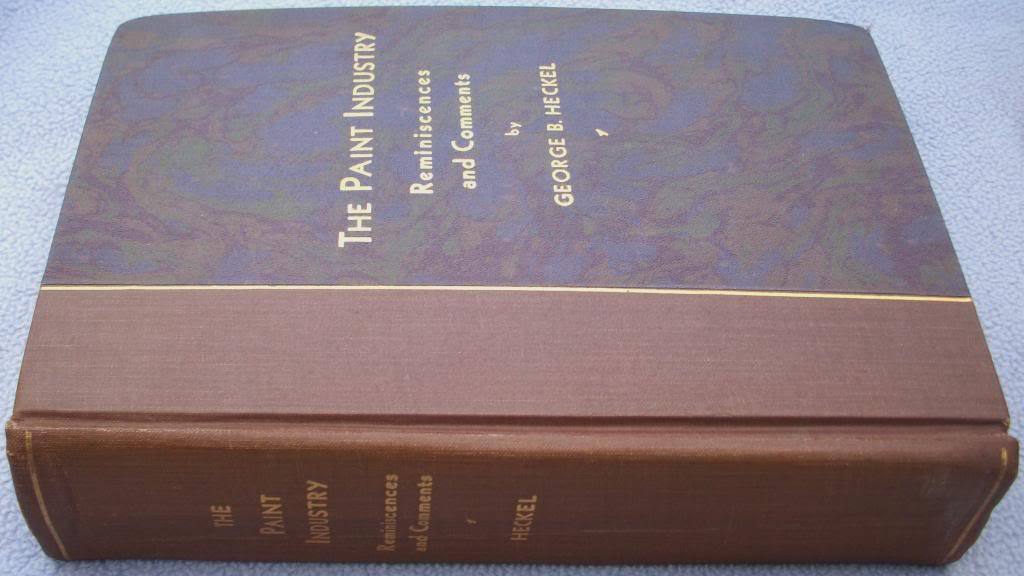 THE PAINT INDUSTRY
Reminiscences
and Comments
by
GEORGE B. HECKEL
THE
PAINT
INDUSTRY
Reminiscences
and Comments
HECKEL